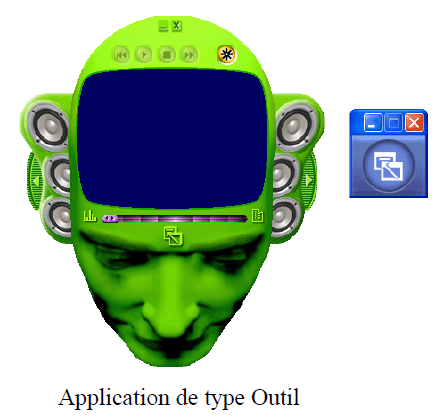 Application de type Outil